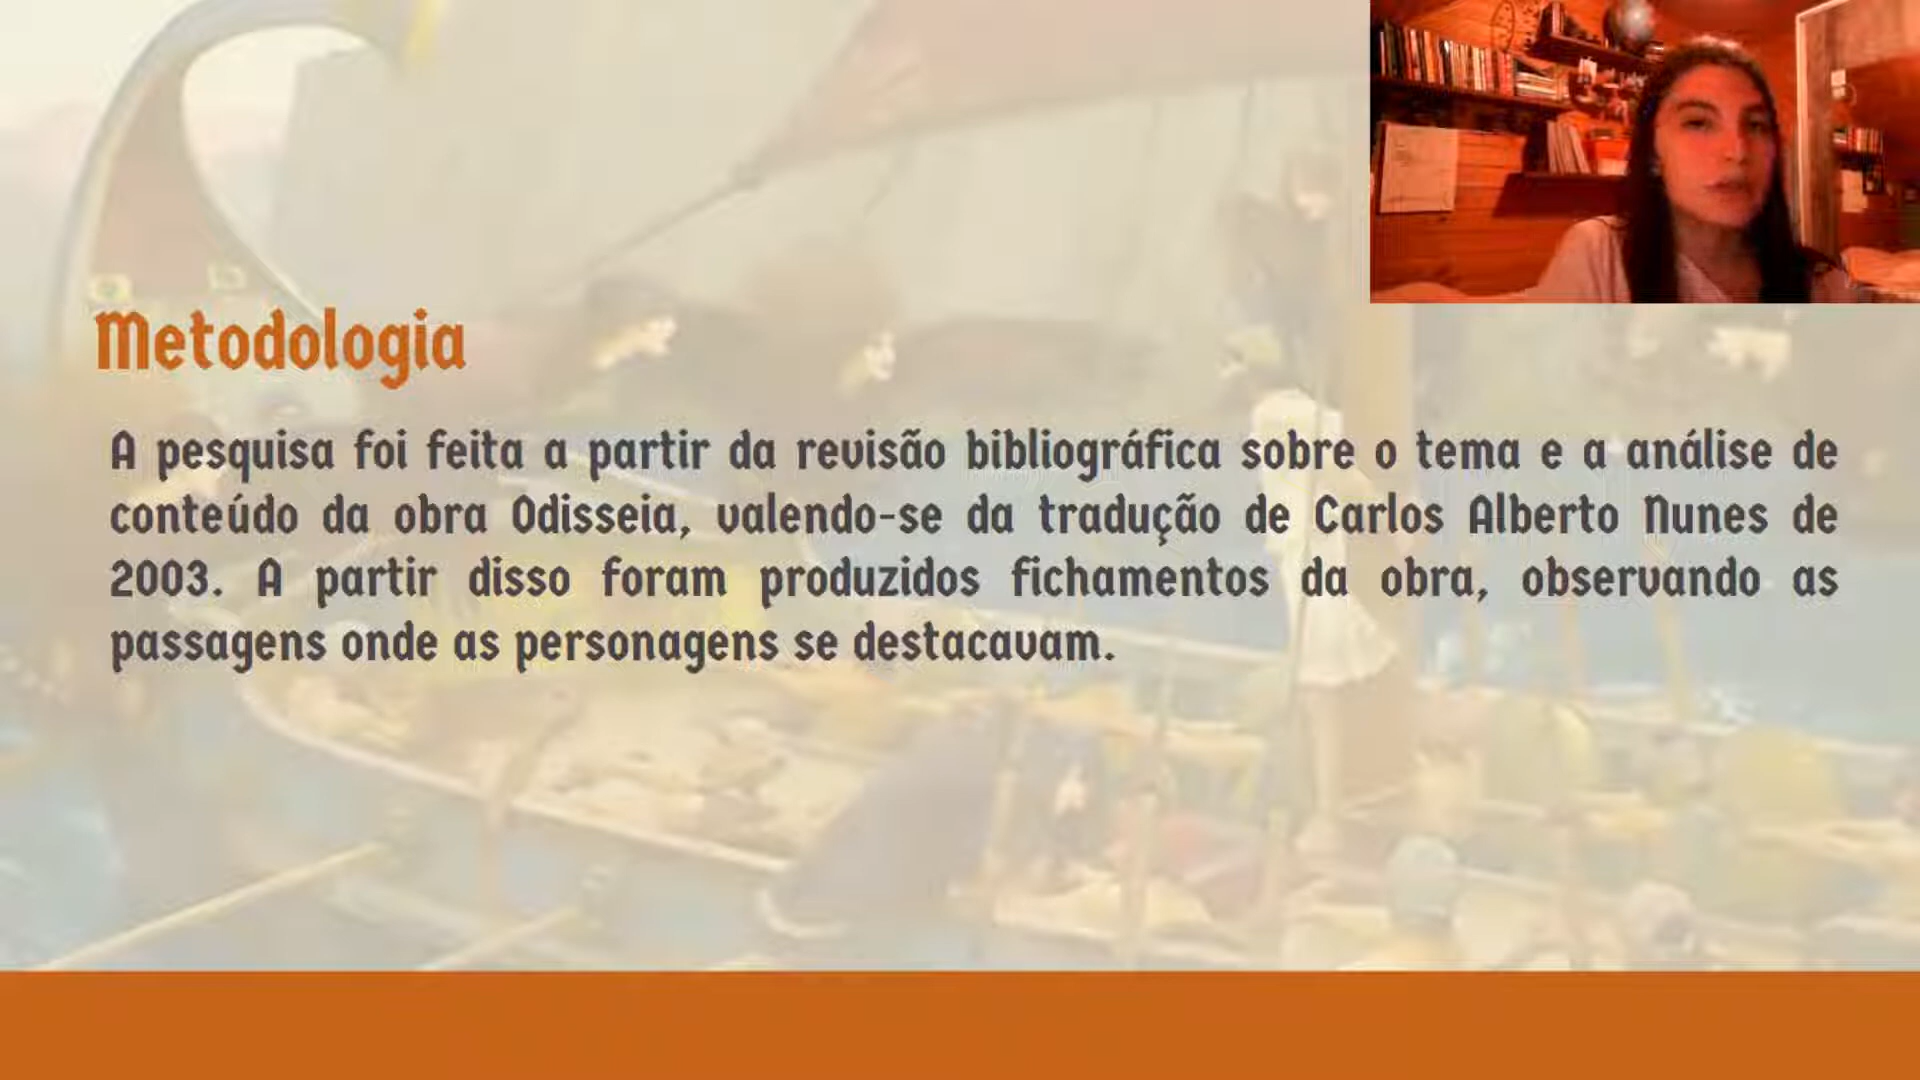 Metodologia
A pesquisa foi feita a partir da revisão bibliográfica sobre o tema e a análise de
conteúdo da obra Odisseia, valendo-se da tradução de Carlos Alberto Nunes de
2003. A partir disso foram produzidos fichamentos da obra, observando as
passagens onde as personagens se destacavam.